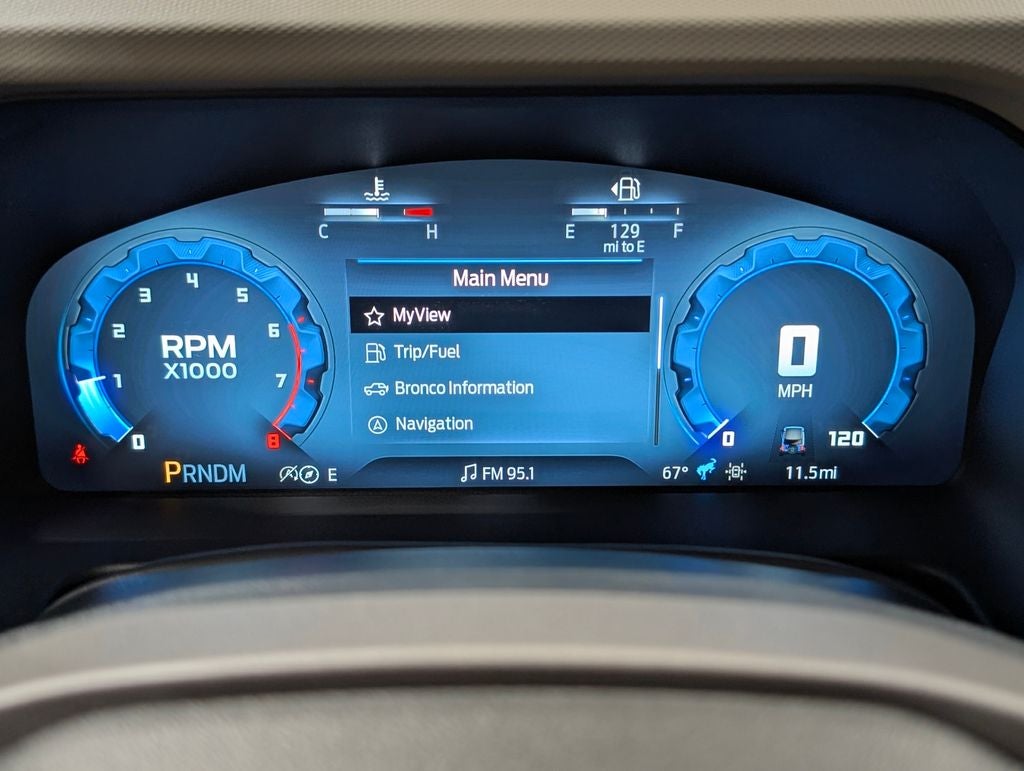 C H
E 129 F
mi to E
Main Menu
MyView
Trip/Fuel
Bronco Information
Navigation
0
1
2
3
4
5
6
7
8
RPM
X1000
0
MPH
0
120
PRNDM
E
FM 95.1
67°
11.5mi